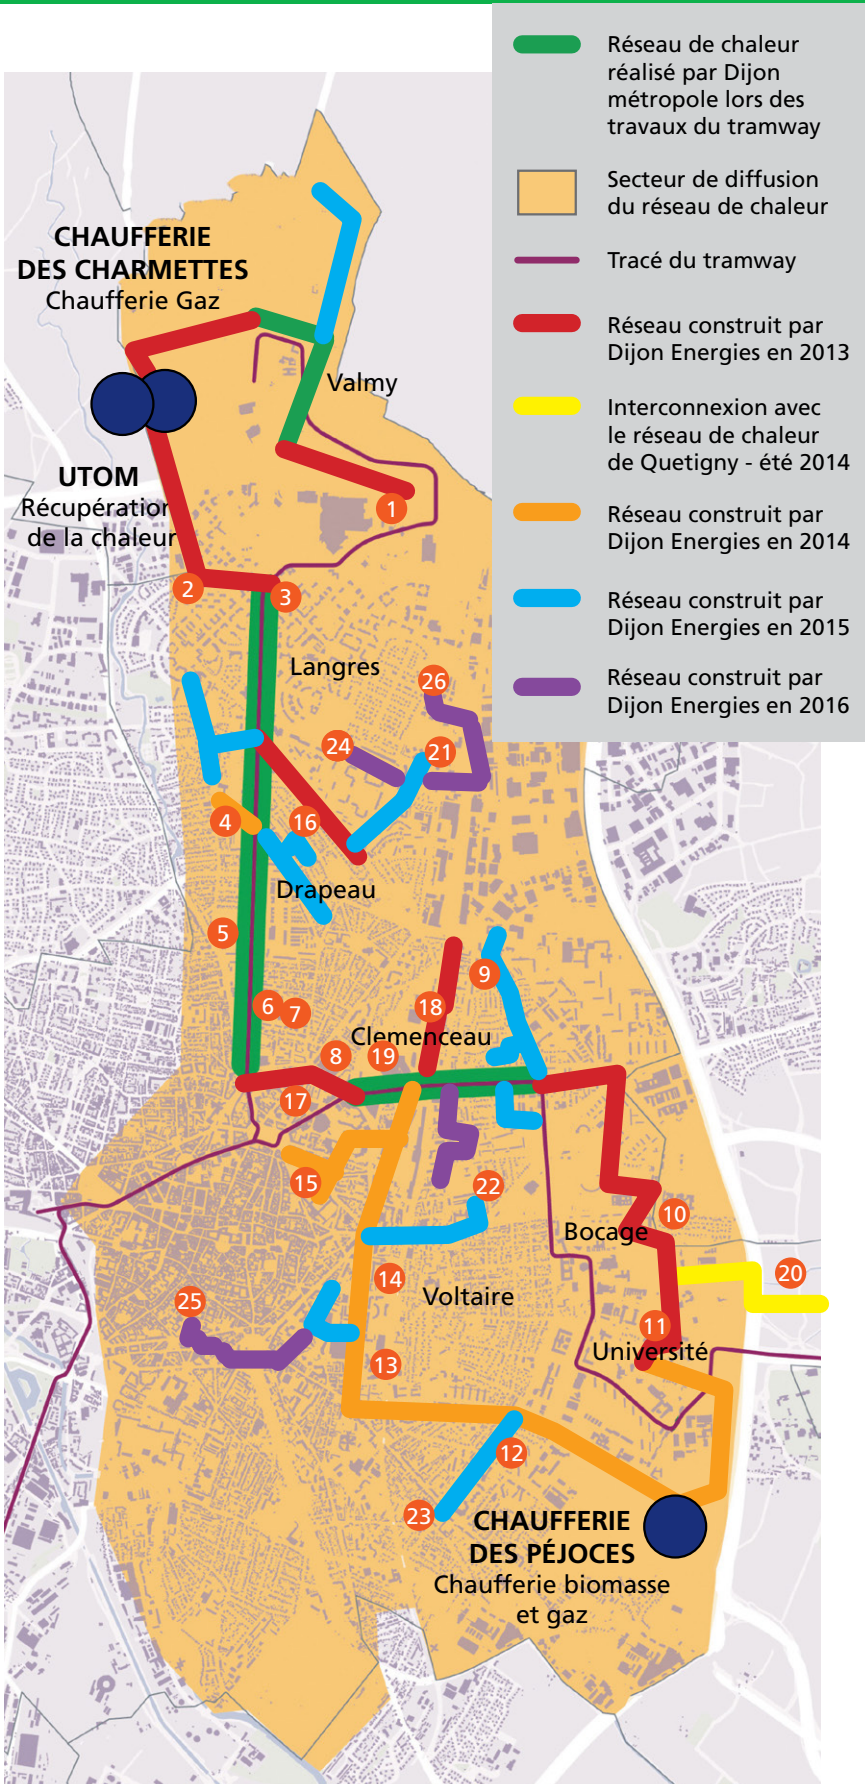 Réseau de chaleur
réalisé par Dijon
métropole lors des
travaux du tramway
Secteur de diffusion
du réseau de chaleur
Tracé du tramway
Réseau construit par
Dijon Energies en 2013
Interconnexion avec
le réseau de chaleur
de Quetigny - été 2014
Réseau construit par
Dijon Energies en 2014
Réseau construit par
Dijon Energies en 2015
Réseau construit par
Dijon Energies en 2016
CHAUFFERIE
DES CHARMETTES
Chaufferie Gaz
Valmy
UTOM
Récupération
de la chaleur
1
2
3
Langres
26
24
21
4
16
Drapeau
5
9
6
7
18
Clemenceau
8
19
17
15
22
10
Bocage
14
20
Voltaire
25
11
Université
13
12
23
CHAUFFERIE
DES PÉJOCES
Chaufferie biomasse
et gaz